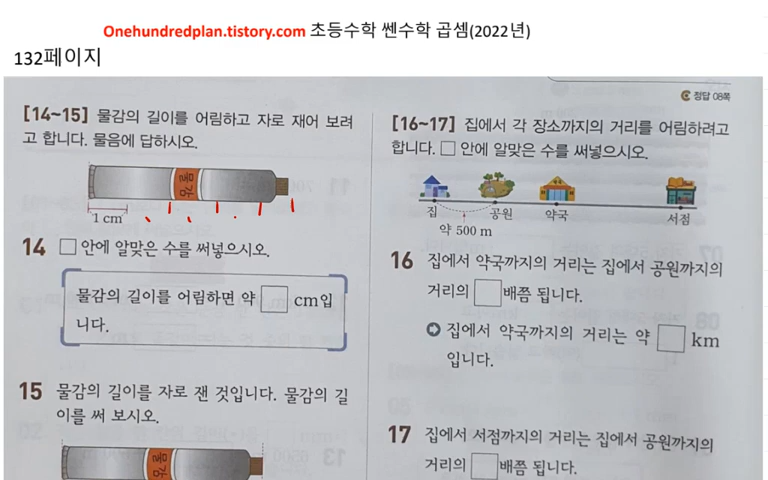 Onehundredplan.tistory.com 초등수학 쎈수학 곱셈(2022년)
132페이지
정답 08쪽
[14~15] 물감의 길이를 어림하고 자로 재어 보려
고 합니다. 물음에 답하시오.
물감
1 cm
14 □ 안에 알맞은 수를 써넣으시오.
물감의 길이를 어림하면 약 □ cm입
니다.
15 물감의 길이를 자로 잰 것입니다. 물감의 길
이를 써 보시오.
물감
[16~17] 집에서 각 장소까지의 거리를 어림하려고
합니다. □ 안에 알맞은 수를 써넣으시오.
집 공원 약국 서점
약 500 m
16 집에서 약국까지의 거리는 집에서 공원까지의
거리의 □배쯤 됩니다.
집에서 약국까지의 거리는 약 □ km
입니다.
17 집에서 서점까지의 거리는 집에서 공원까지의
거리의 □배쯤 됩니다.